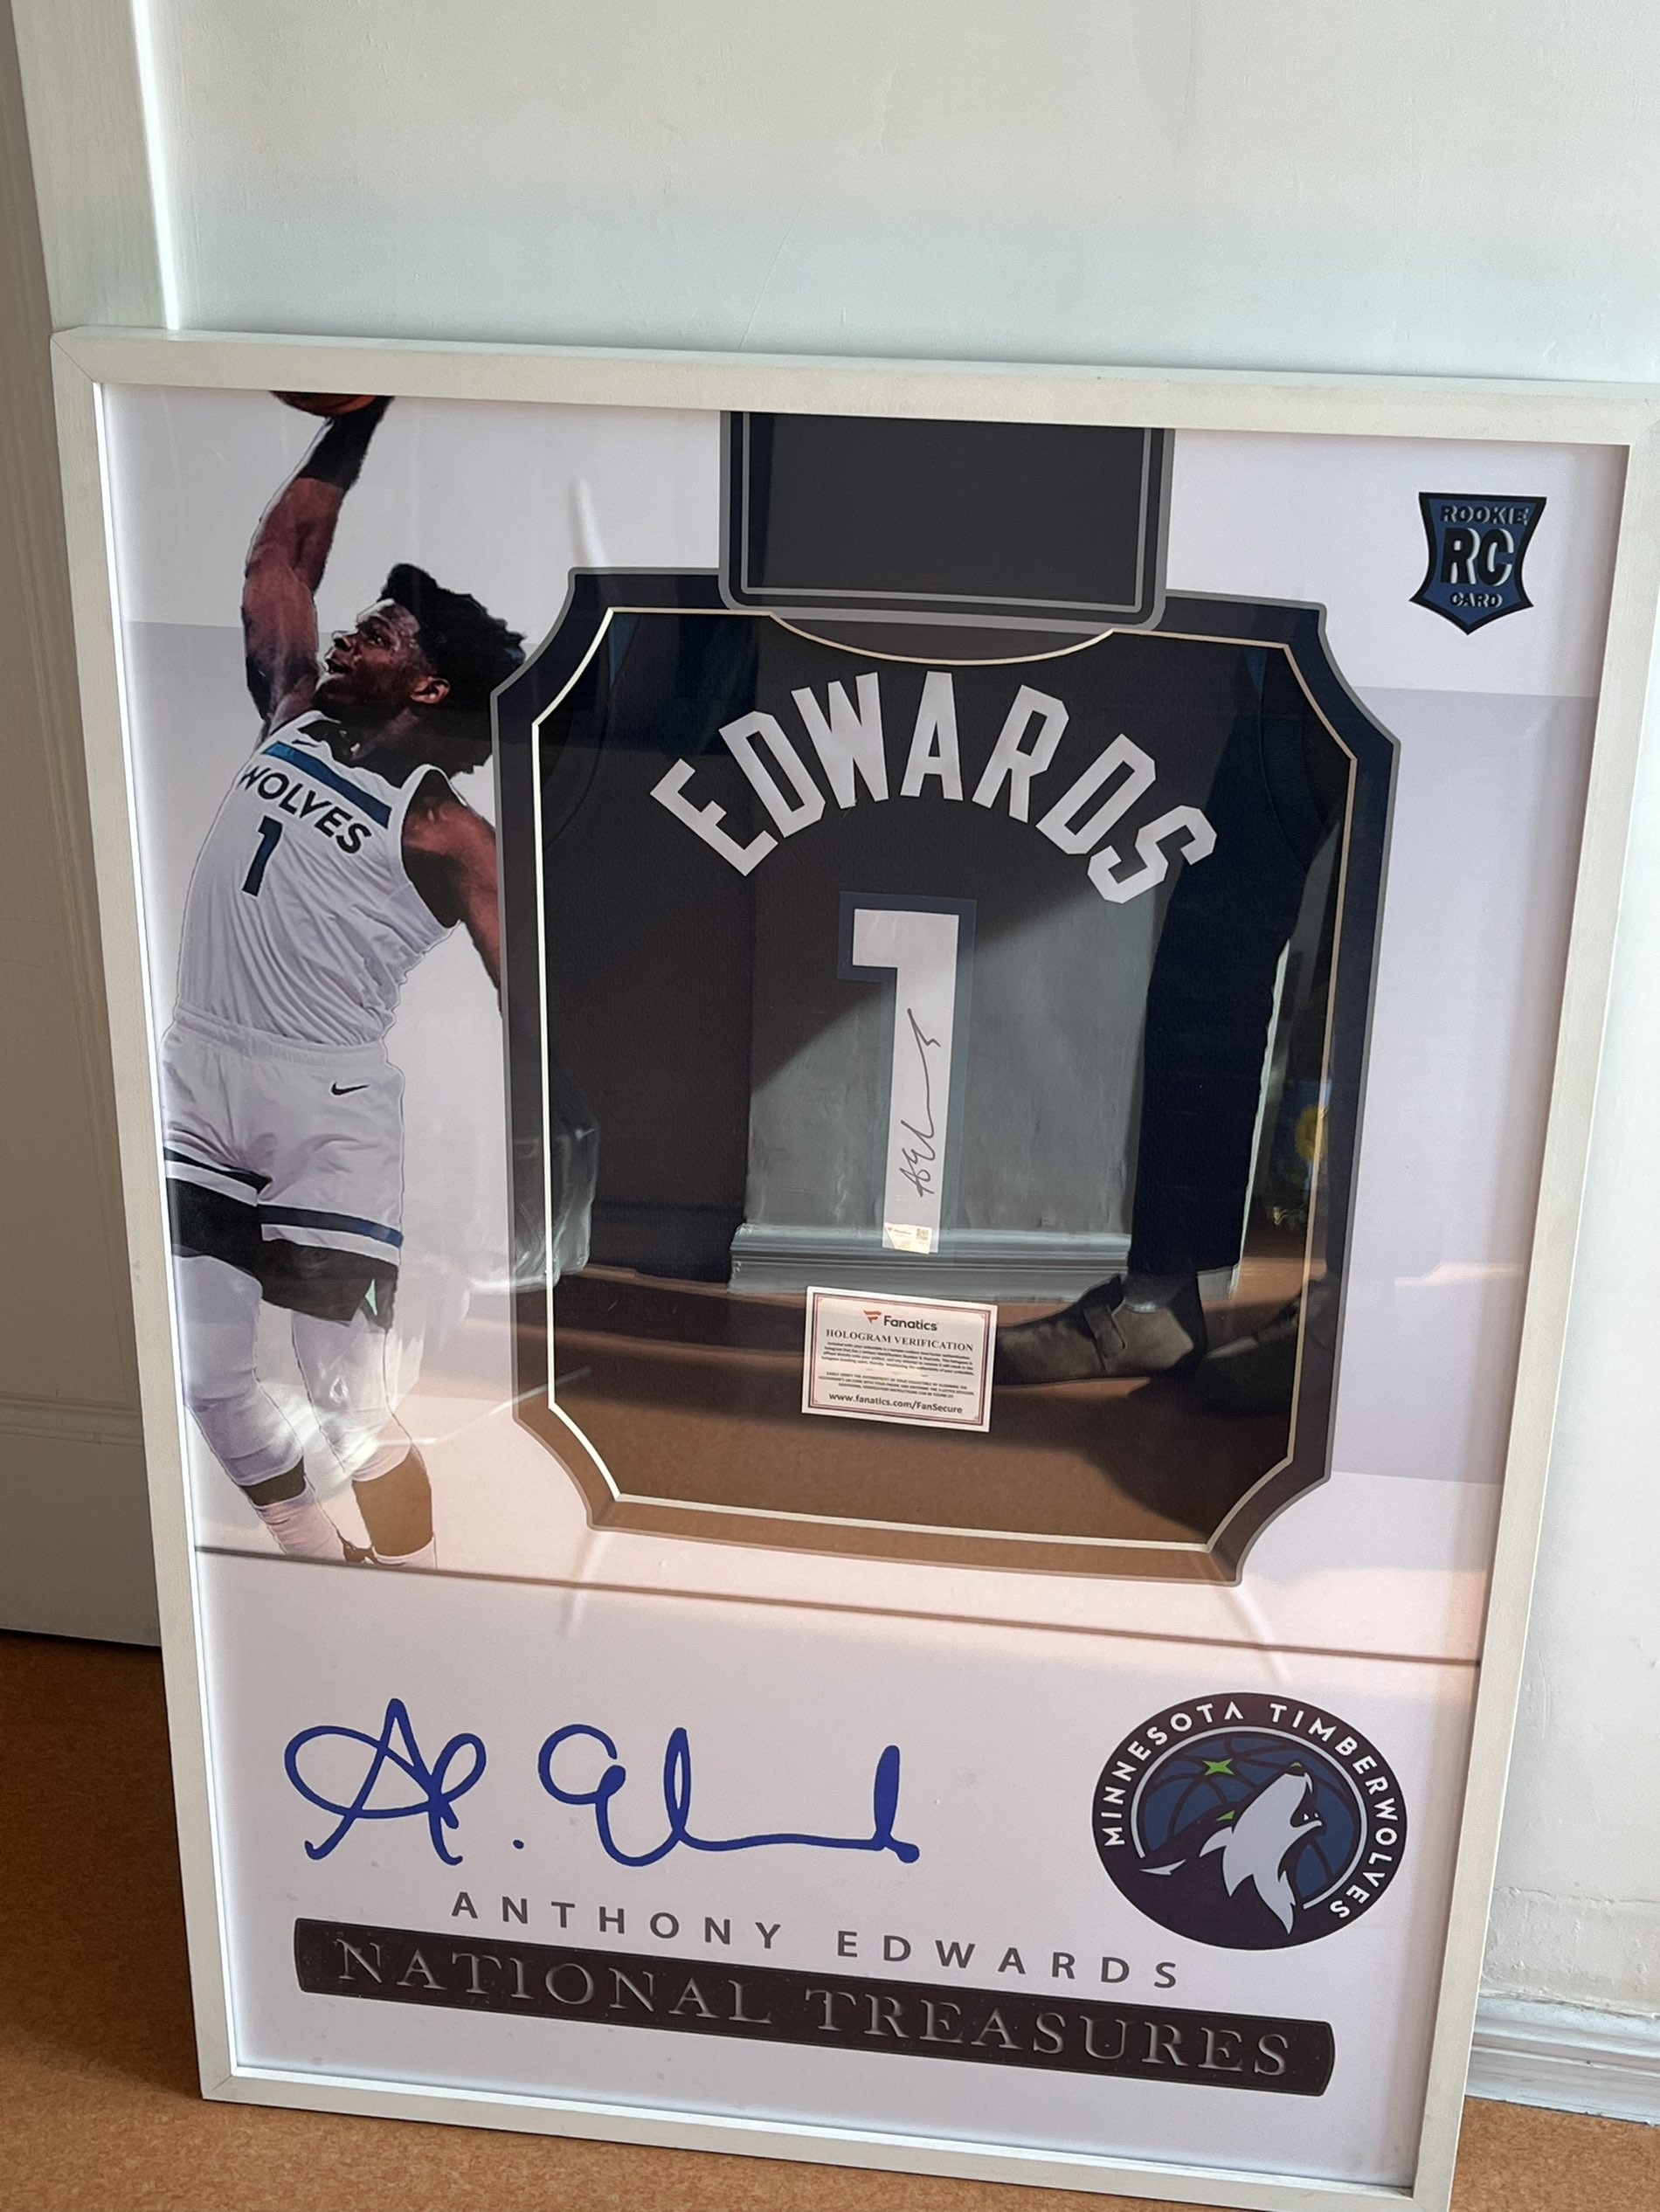 ROOKIE
RC
CARD
WOLVES
1
EDWARDS
1
Fanatics
HOLOGRAM VERIFICATION
www.fanatics.com/FanSecure
MINNESOTA TIMBERWOLVES
ANTHONY EDWARDS
NATIONAL TREASURES